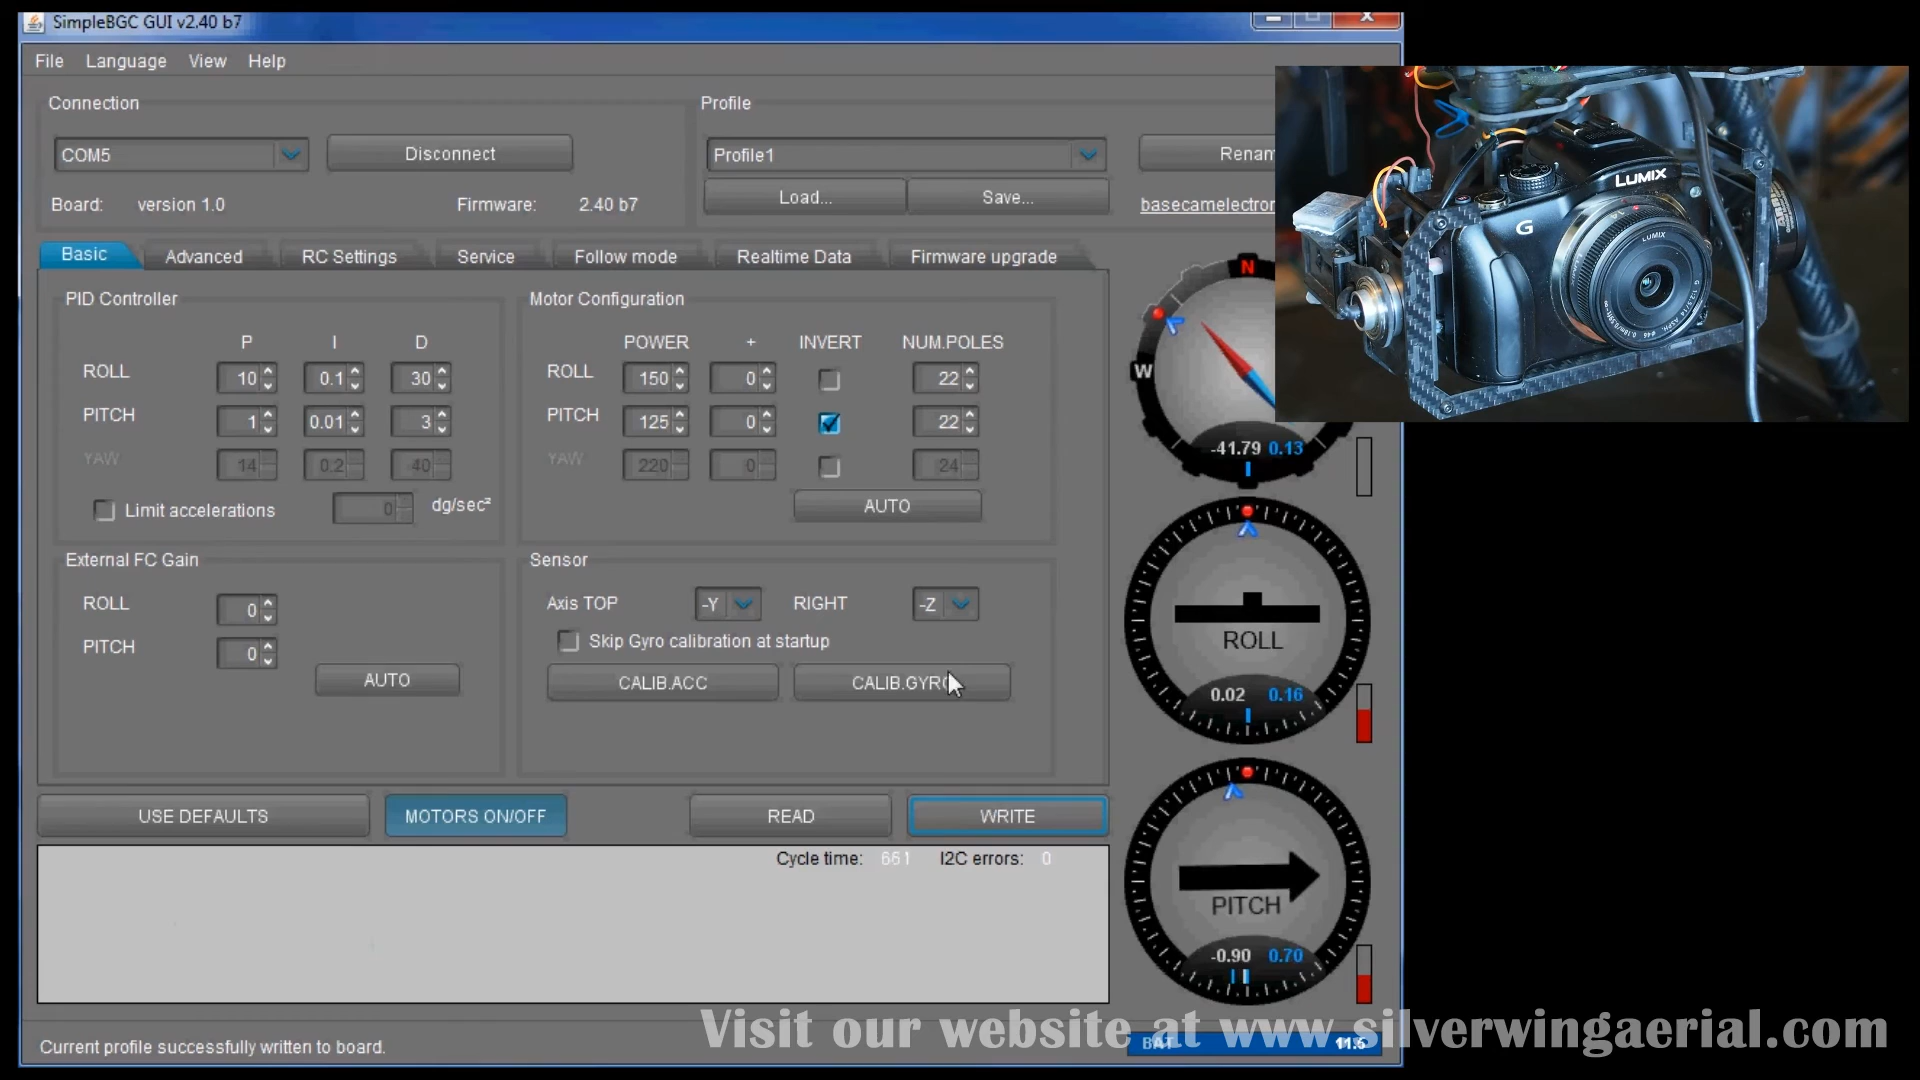 SimpleBGC GUI v2.40 b7
File Language View Help
Connection
Profile
COM5
Disconnect
Profile1
Load...
Save...
Board: version 1.0
Firmware: 2.40 b7
Basic
Advanced
RC Settings
Service
Follow mode
Realtime Data
Firmware upgrade
PID Controller
P I D
ROLL 10 0.1 30
PITCH 1 0.01 3
YAW 14 0.2 40
Limit accelerations 0 dg/sec²
Motor Configuration
POWER + INVERT NUM.POLES
ROLL 150 0 22
PITCH 125 0 22
YAW 220 0 24
AUTO
External FC Gain
ROLL 0
PITCH 0
AUTO
Sensor
Axis TOP -Y RIGHT -Z
Skip Gyro calibration at startup
CALIB.ACC
CALIB.GYRO
USE DEFAULTS
MOTORS ON/OFF
READ
WRITE
Cycle time: 661 I2C errors: 0
N
W
-41.79 0.13
ROLL
0.02 0.16
PITCH
-0.90 0.70
LUMIX
G
LUMIX
Visit our website at www.silverwingaerial.com
Current profile successfully written to board.
BAT 11.5